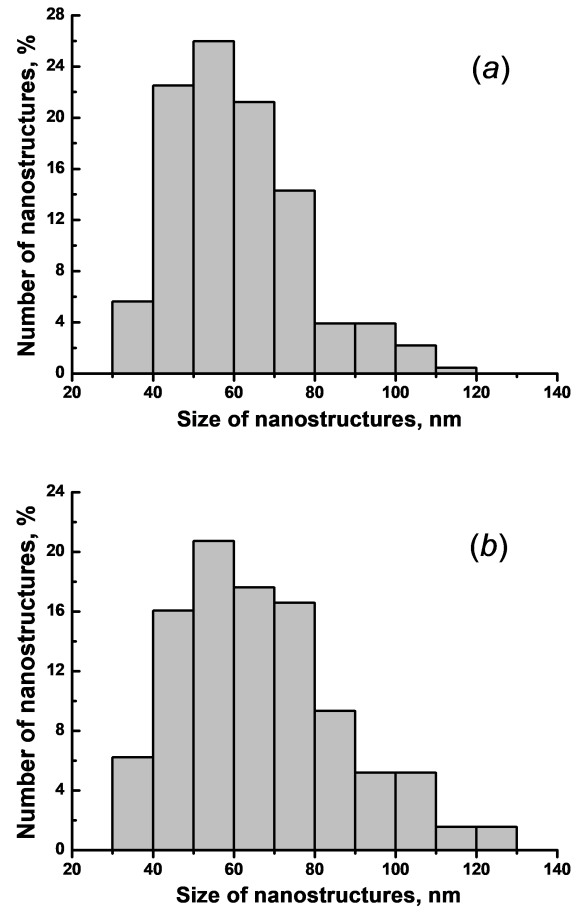 28
24
20
16
12
8
4
0
Number of nanostructures, %
(a)
20 40 60 80 100 120 140
Size of nanostructures, nm
24
20
16
12
8
4
0
Number of nanostructures, %
(b)
20 40 60 80 100 120 140
Size of nanostructures, nm